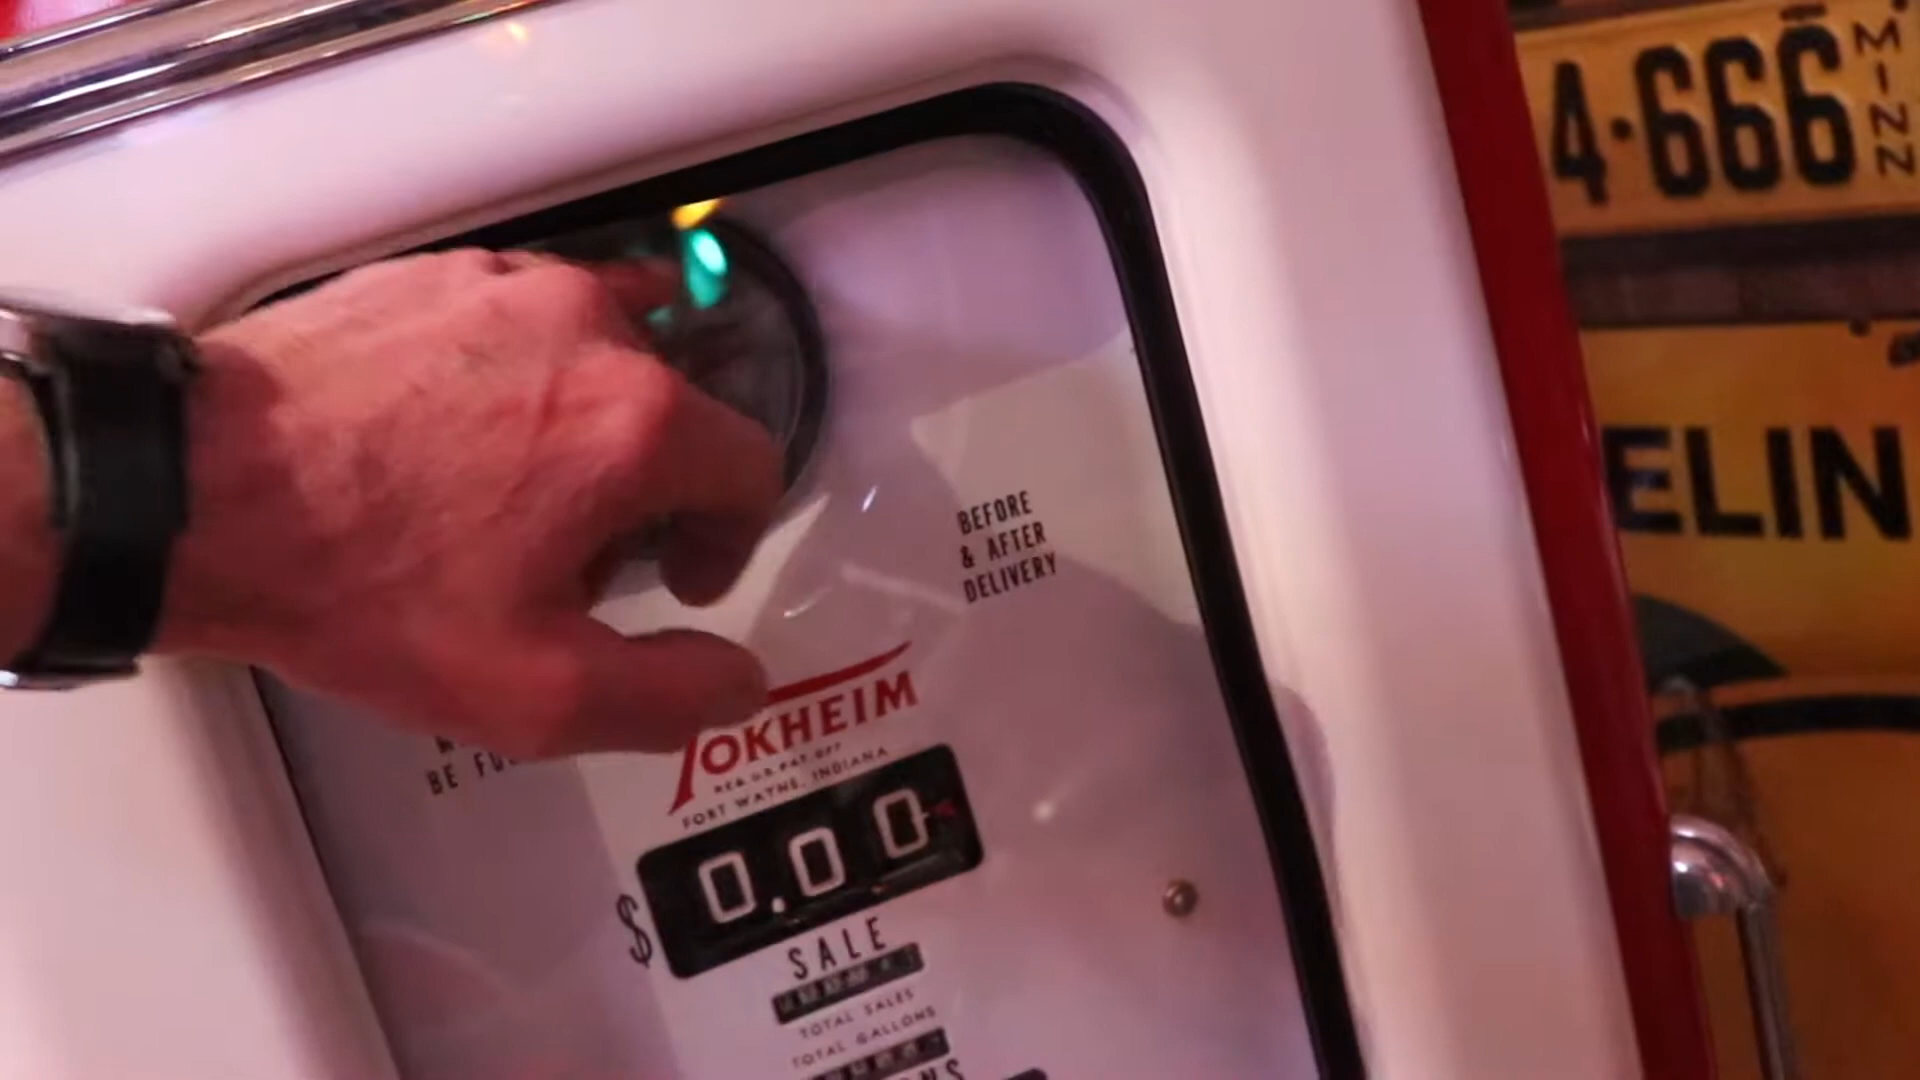 4·666
MINN
ELIN
BEFORE
& AFTER
DELIVERY
BE FU
TOKHEIM
REG. U.S. PAT. OFF.
FORT WAYNE, INDIANA
$ 0.00
SALE
TOTAL SALES
TOTAL GALLONS
ONS